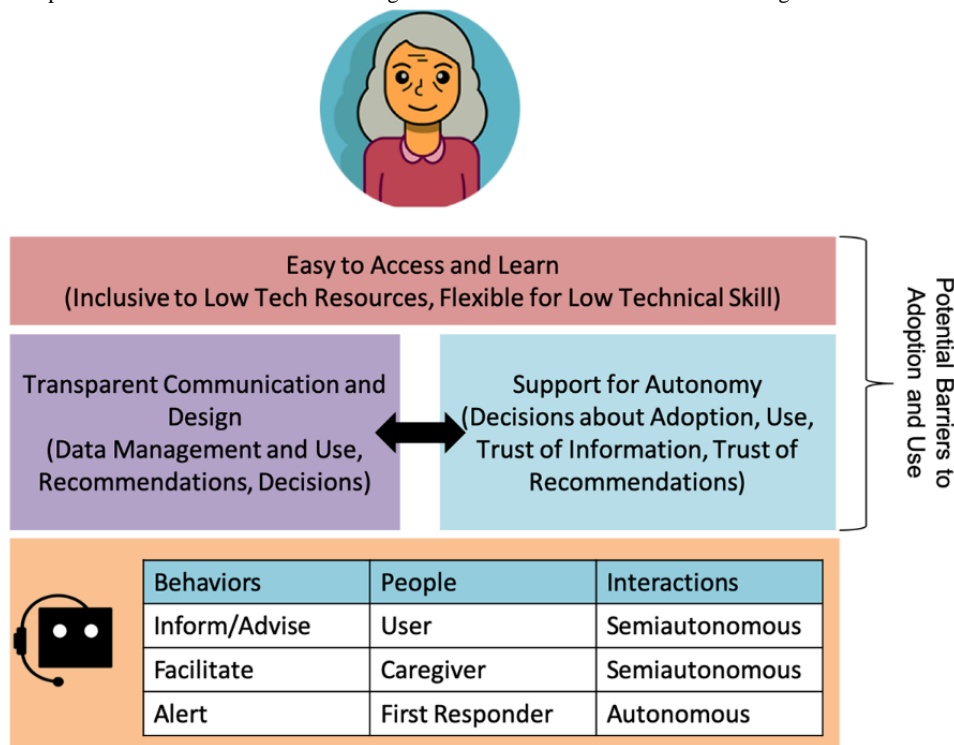 Easy to Access and Learn
(Inclusive to Low Tech Resources, Flexible for Low Technical Skill)
Transparent Communication and
Design
(Data Management and Use,
Recommendations, Decisions)
Support for Autonomy
(Decisions about Adoption, Use,
Trust of Information, Trust of
Recommendations)
Potential Barriers to
Adoption and Use
Behaviors People Interactions
Inform/Advise User Semiautonomous
Facilitate Caregiver Semiautonomous
Alert First Responder Autonomous